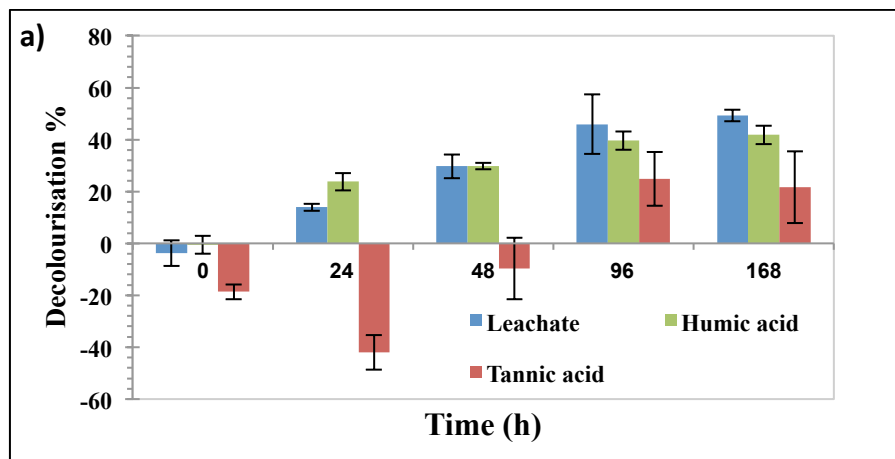 a)
80
60
40
20
0
-20
-40
-60
Decolourisation %
0 24 48 96 168
Leachate Humic acid
Tannic acid
Time (h)